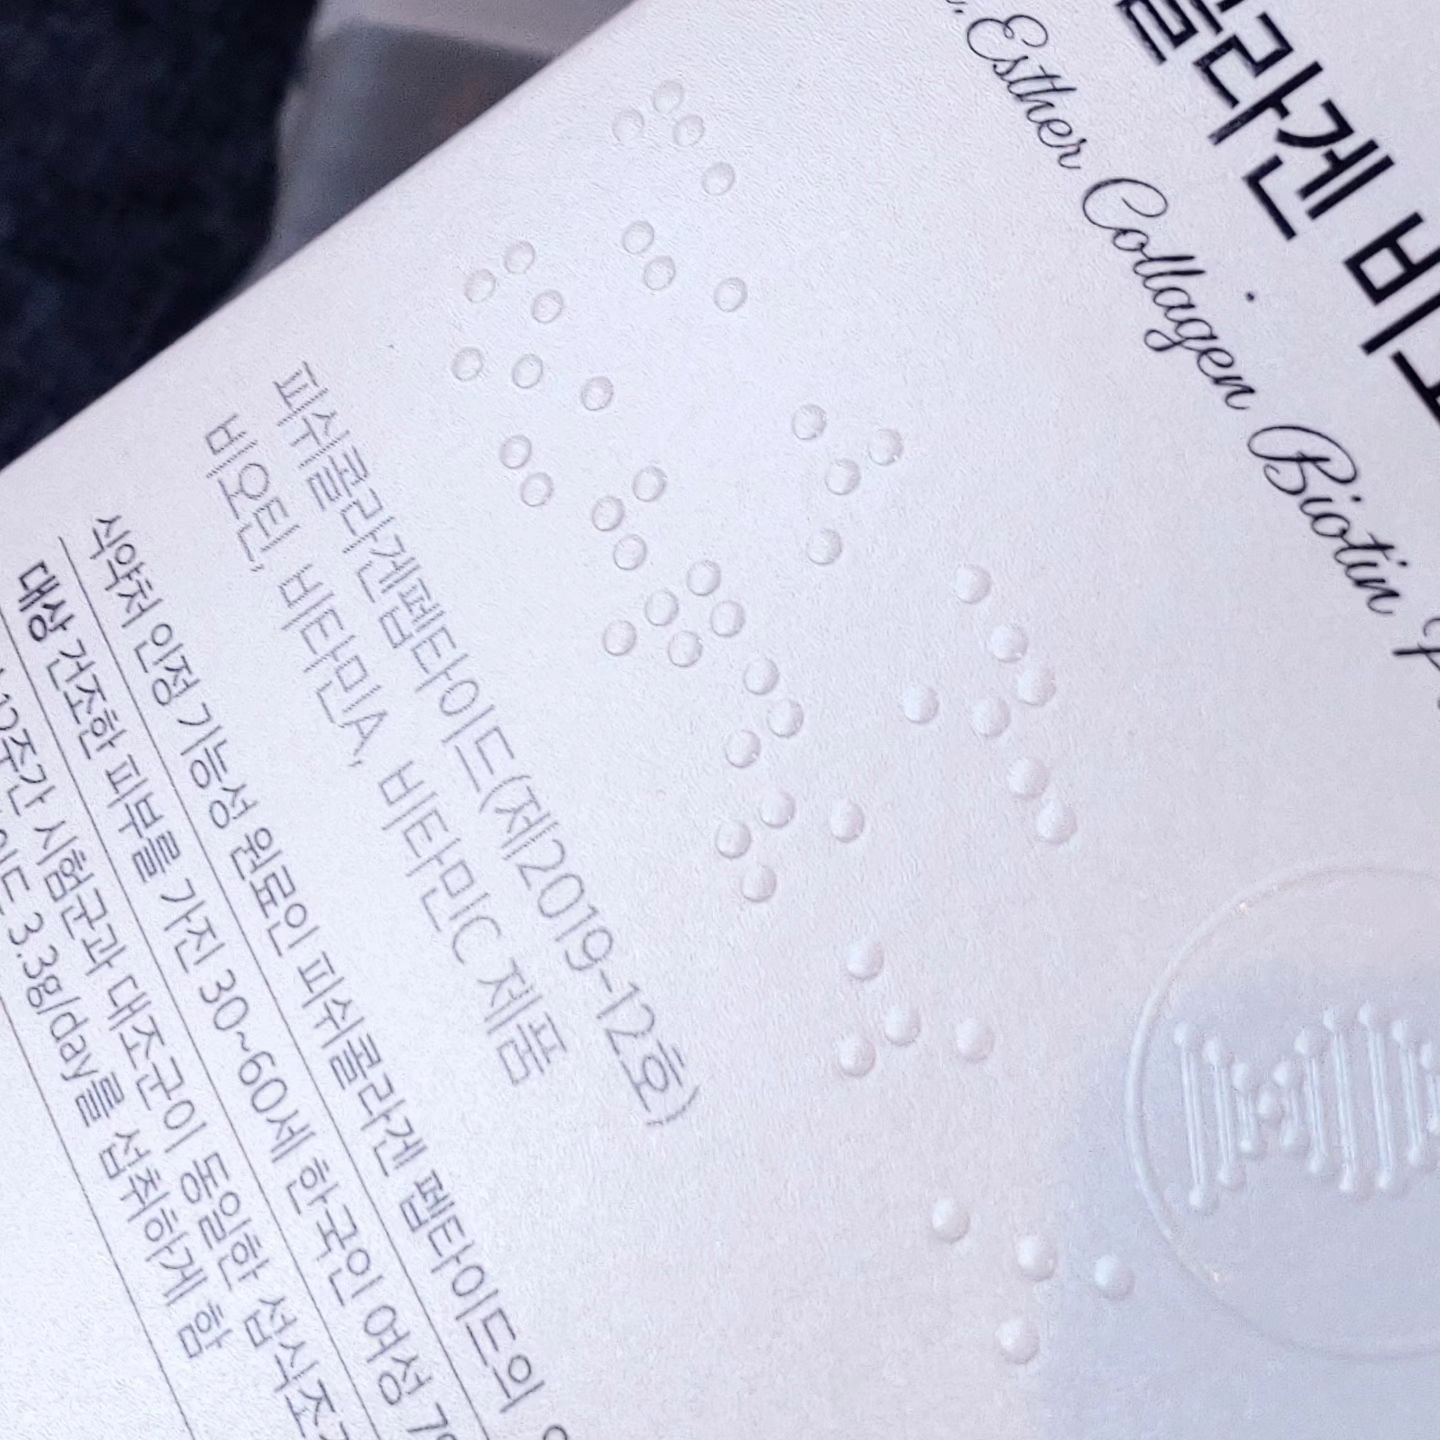 콜라겐 비
Esther Collagen Biotin
피쉬콜라겐펩타이드(제2019-12호)
비오틴, 비타민A, 비타민C 제품
식약처 인정 기능성 원료인 피쉬콜라겐 펩타이드의
대상 건조한 피부를 가진 30~60세 한국인 여성
12주간 시험군과 대조군이 동일한
3.3g/day를 섭취하게 함